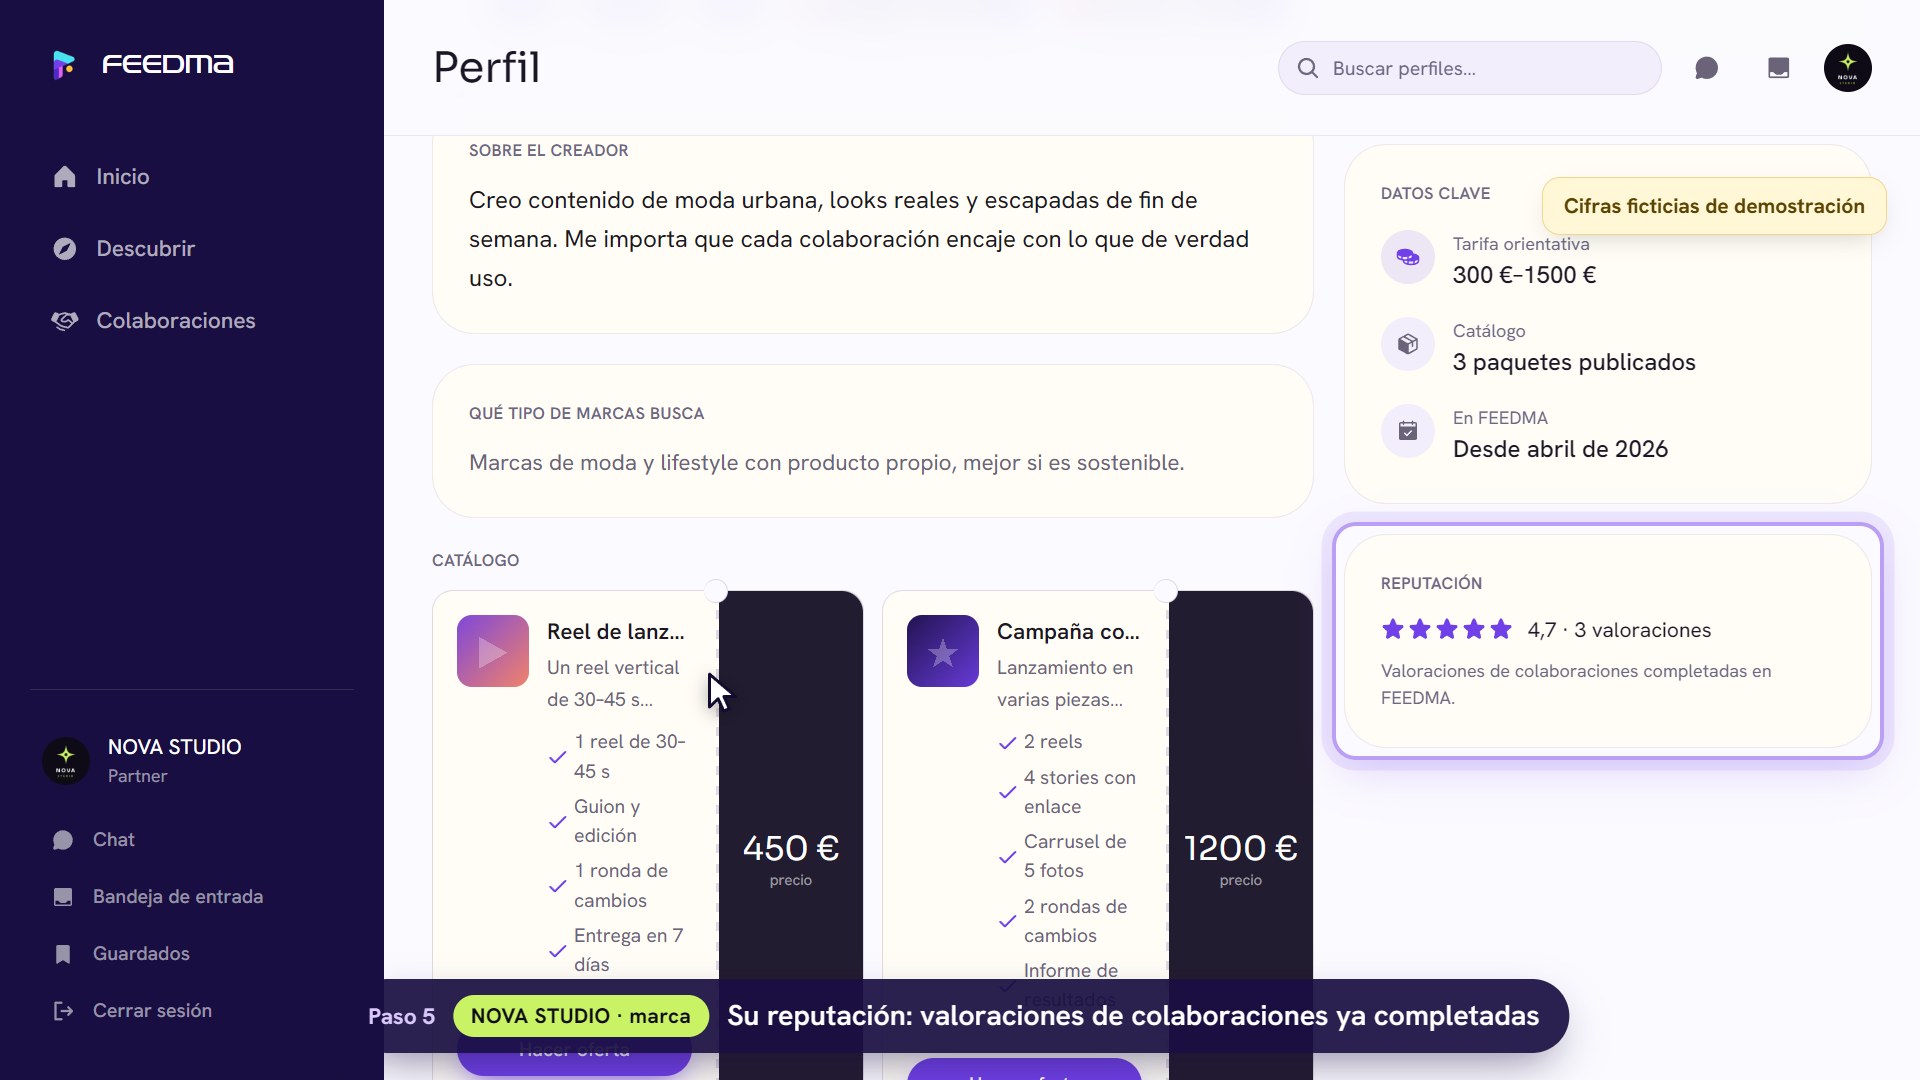 FEEDMA
Inicio
Descubrir
Colaboraciones
NOVA STUDIO
Partner
Chat
Bandeja de entrada
Guardados
Cerrar sesión
Perfil
Buscar perfiles...
NOVA
SOBRE EL CREADOR
Creo contenido de moda urbana, looks reales y escapadas de fin de
semana. Me importa que cada colaboración encaje con lo que de verdad
uso.
QUÉ TIPO DE MARCAS BUSCA
Marcas de moda y lifestyle con producto propio, mejor si es sostenible.
CATÁLOGO
Reel de lanz...
Un reel vertical
de 30–45 s...
1 reel de 30–
45 s
Guion y
edición
1 ronda de
cambios
Entrega en 7
días
Hacer oferta
450 €
precio
Campaña co...
Lanzamiento en
varias piezas...
2 reels
4 stories con
enlace
Carrusel de
5 fotos
2 rondas de
cambios
Informe de
resultados
1200 €
precio
DATOS CLAVE
Cifras ficticias de demostración
Tarifa orientativa
300 €–1500 €
Catálogo
3 paquetes publicados
En FEEDMA
Desde abril de 2026
REPUTACIÓN
4,7 · 3 valoraciones
Valoraciones de colaboraciones completadas en
FEEDMA.
Paso 5
NOVA STUDIO · marca
Su reputación: valoraciones de colaboraciones ya completadas